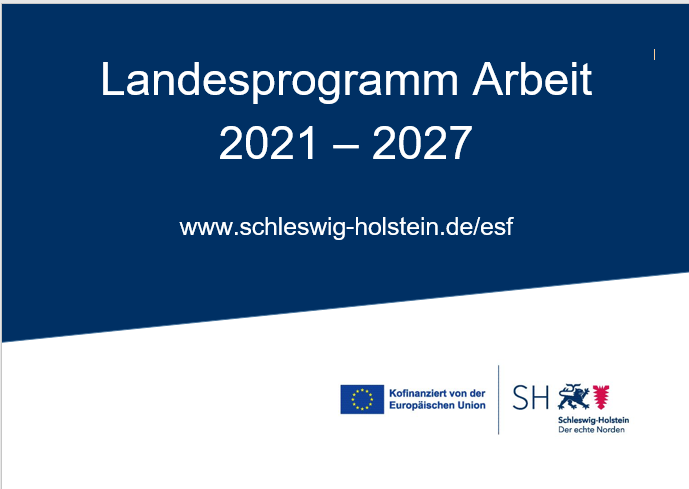 Landesprogramm Arbeit
2021 – 2027
www.schleswig-holstein.de/esf
Kofinanziert von der
Europäischen Union
SH
Schleswig-Holstein
Der echte Norden